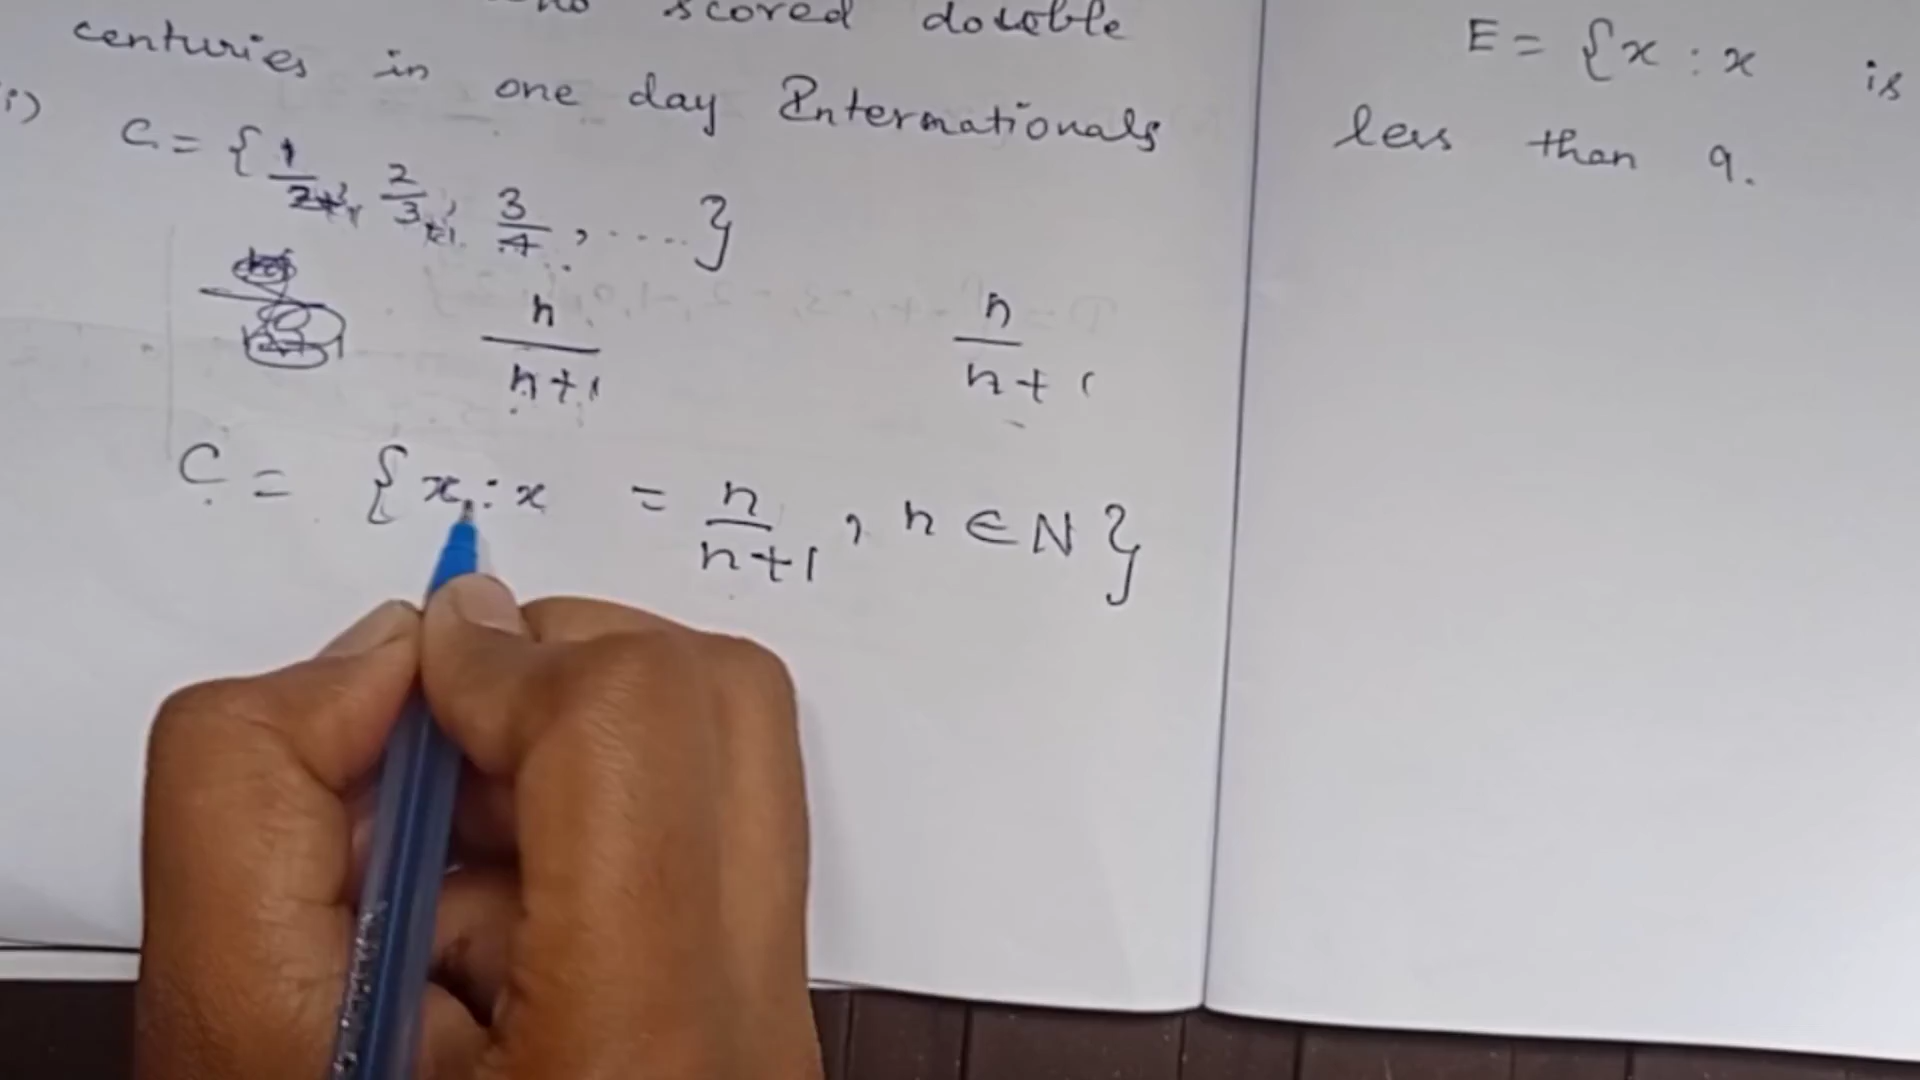 scored double
centuries in one day Internationals
i) C = { 1/2, 2/3, 3/4, ..... }
n/n+1 n/n+1
C = { x : x = n/n+1 , n ∈ N }
E = { x : x is
less than 9.